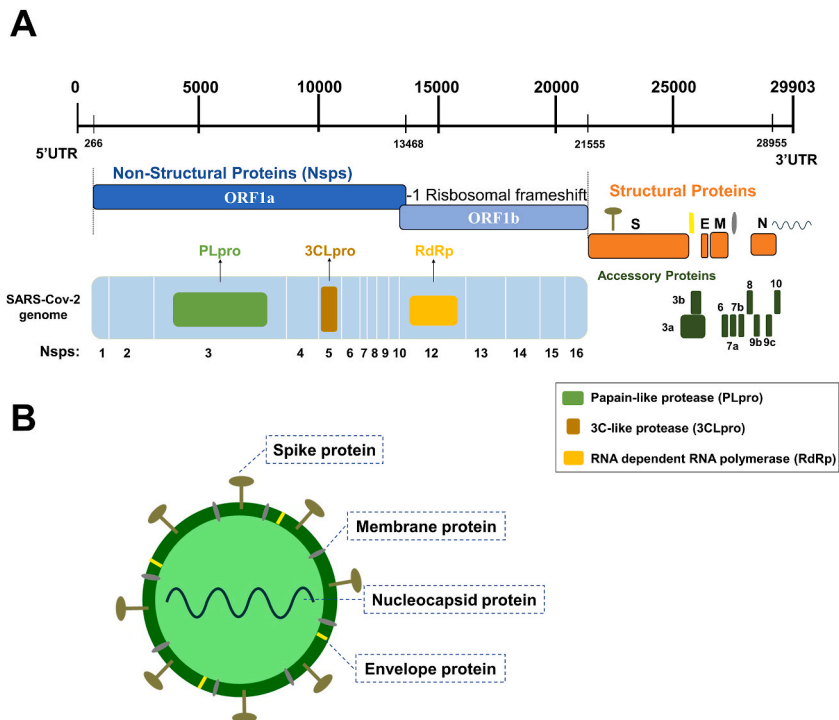 A
0 5000 10000 15000 20000 25000 29903
5'UTR 266 13468 21555 28955 3'UTR
Non-Structural Proteins (Nsps)
ORF1a
-1 Risbosomal frameshift
ORF1b
Structural Proteins
S E M N
PLpro 3CLpro RdRp
Accessory Proteins
SARS-Cov-2
genome
3b 8 10
3a 6 7b
7a 9b 9c
Nsps: 1 2 3 4 5 6 7 8 9 10 12 13 14 15 16
Papain-like protease (PLpro)
3C-like protease (3CLpro)
RNA dependent RNA polymerase (RdRp)
B
Spike protein
Membrane protein
Nucleocapsid protein
Envelope protein